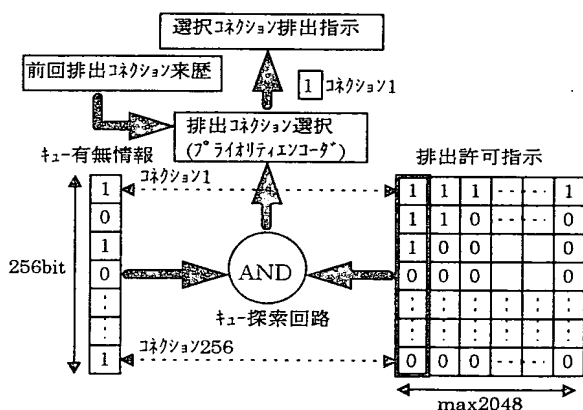 選択コネクション排出指示
前回排出コネクション来歴
1 コネクション1
排出コネクション選択
(プライオリティエンコーダ)
キュー有無情報
排出許可指示
コネクション1
1
0
1
0
⋮
⋮
1
256bit
AND
キュー探索回路
コネクション256
1 1 1 ‥‥ 1
1 1 0 ‥‥ 0
1 0 0 ‥‥ 0
0 0 0 ‥‥ 0
⋮ ⋮ ⋮ ⋮ ⋮ ⋮
⋮ ⋮ ⋮ ⋮ ⋮ ⋮
0 0 0 ‥‥ 0
max2048